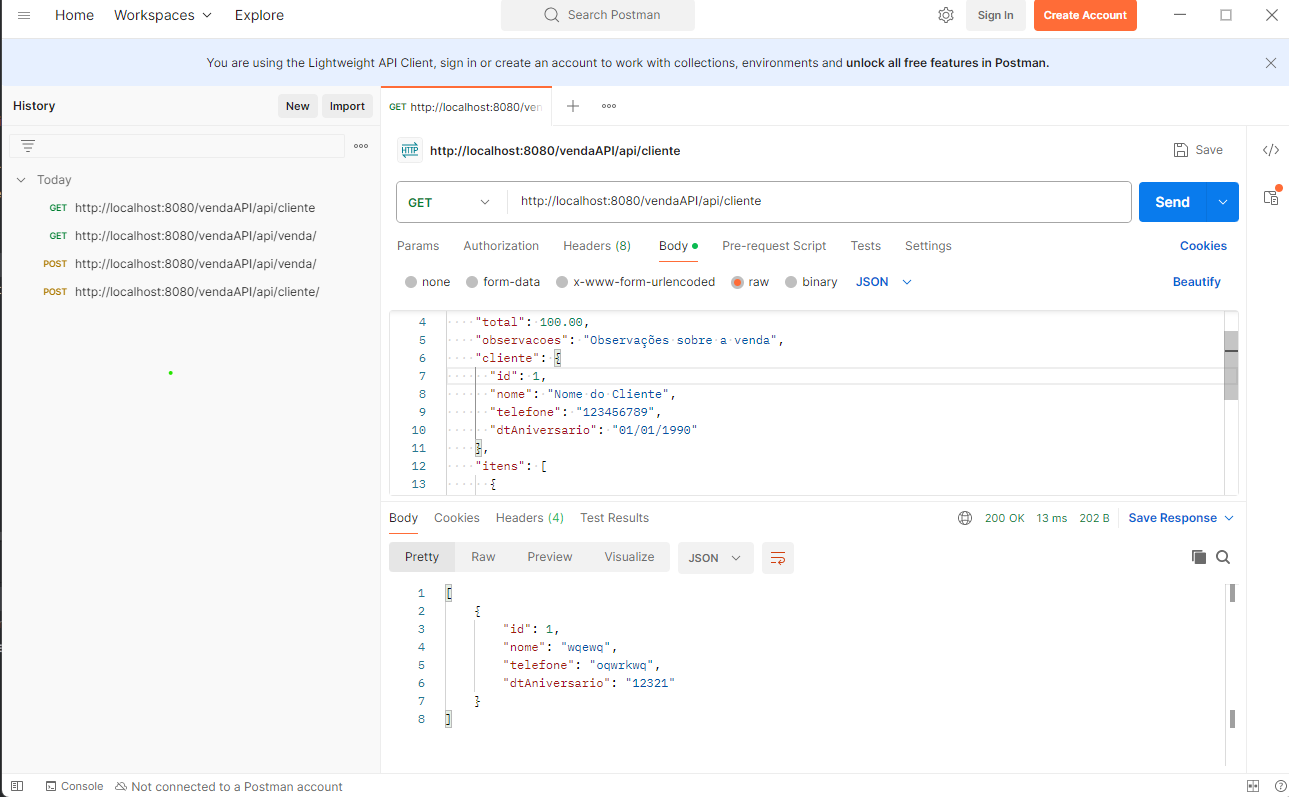 Home Workspaces Explore Search Postman Sign In Create Account
You are using the Lightweight API Client, sign in or create an account to work with collections, environments and unlock all free features in Postman.
History New Import
GET http://localhost:8080/ven
HTTP http://localhost:8080/vendaAPI/api/cliente Save
Today
GET http://localhost:8080/vendaAPI/api/cliente
GET http://localhost:8080/vendaAPI/api/venda/
POST http://localhost:8080/vendaAPI/api/venda/
POST http://localhost:8080/vendaAPI/api/cliente/
GET http://localhost:8080/vendaAPI/api/cliente Send
Params Authorization Headers (8) Body Pre-request Script Tests Settings Cookies
none form-data x-www-form-urlencoded raw binary JSON Beautify
4 "total": 100.00,
5 "observacoes": "Observações sobre a venda",
6 "cliente": {
7 "id": 1,
8 "nome": "Nome do Cliente",
9 "telefone": "123456789",
10 "dtAniversario": "01/01/1990"
11 },
12 "itens": [
13 {
Body Cookies Headers (4) Test Results 200 OK 13 ms 202 B Save Response
Pretty Raw Preview Visualize JSON
1 [
2 {
3 "id": 1,
4 "nome": "wqewq",
5 "telefone": "oqwrkwq",
6 "dtAniversario": "12321"
7 }
8 ]
Console Not connected to a Postman account